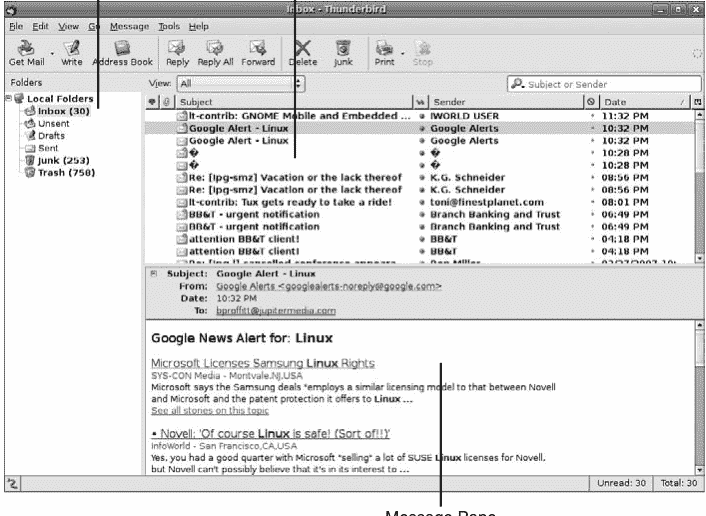 Inbox - Thunderbird
File Edit View Go Message Tools Help
Get Mail Write Address Book Reply Reply All Forward Delete Junk Print Stop
Folders
View: All
Subject or Sender
Local Folders
Inbox (30)
Unsent
Drafts
Sent
Junk (253)
Trash (758)
Subject Sender Date
lt-contrib: GNOME Mobile and Embedded ... IWORLD USER 11:32 PM
Google Alert - Linux Google Alerts 10:32 PM
Google Alert - Linux Google Alerts 10:32 PM
� � 10:28 PM
� � 10:28 PM
Re: [lpg-smz] Vacation or the lack thereof K.G. Schneider 08:56 PM
Re: [lpg-smz] Vacation or the lack thereof K.G. Schneider 08:56 PM
lt-contrib: Tux gets ready to take a ride! toni@finestplanet.com 08:01 PM
BB&T - urgent notification Branch Banking and Trust 06:49 PM
BB&T - urgent notification Branch Banking and Trust 06:49 PM
attention BB&T client! BB&T 04:18 PM
attention BB&T client! BB&T 04:18 PM
Subject: Google Alert - Linux
From: Google Alerts <googlealerts-noreply@google.com>
Date: 10:32 PM
To: bproffitt@jupitermedia.com
Google News Alert for: Linux
Microsoft Licenses Samsung Linux Rights
SYS-CON Media - Montvale,NJ,USA
Microsoft says the Samsung deals "employs a similar licensing model to that between Novell
and Microsoft and the patent protection it offers to Linux ...
See all stories on this topic
• Novell: 'Of course Linux is safe! (Sort of!!)'
InfoWorld - San Francisco,CA,USA
Yes, you had a good quarter with Microsoft *selling* a lot of SUSE Linux licenses for Novell,
but Novell can't possibly believe that it's in its interest to ...
Unread: 30 Total: 30
Message Pane